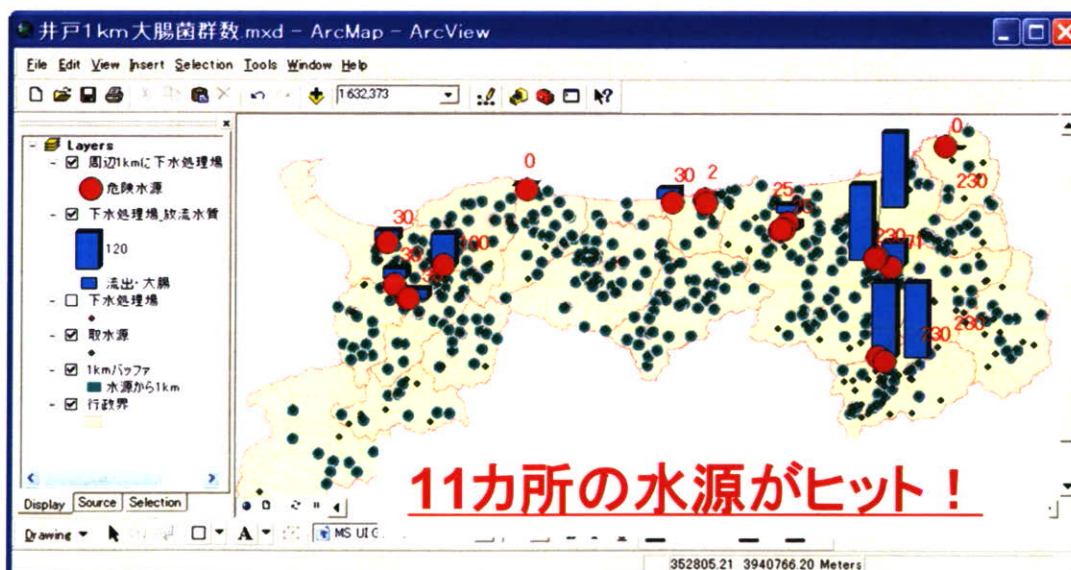 井戸1km大腸菌群数.mxd - ArcMap - ArcView
File Edit View Insert Selection Tools Window Help
1:632,373
Layers
周辺1kmに下水処理場
危険水源
下水処理場_放流水質
120
流出・大腸
下水処理場
取水源
1kmバッファ
水源から1km
行政界
0
0
30
2
25
230
30
230
71
30
100
230
230
11カ所の水源がヒット！
Display Source Selection
Drawing
A
MS UI G
352805.21 3940766.20 Meters